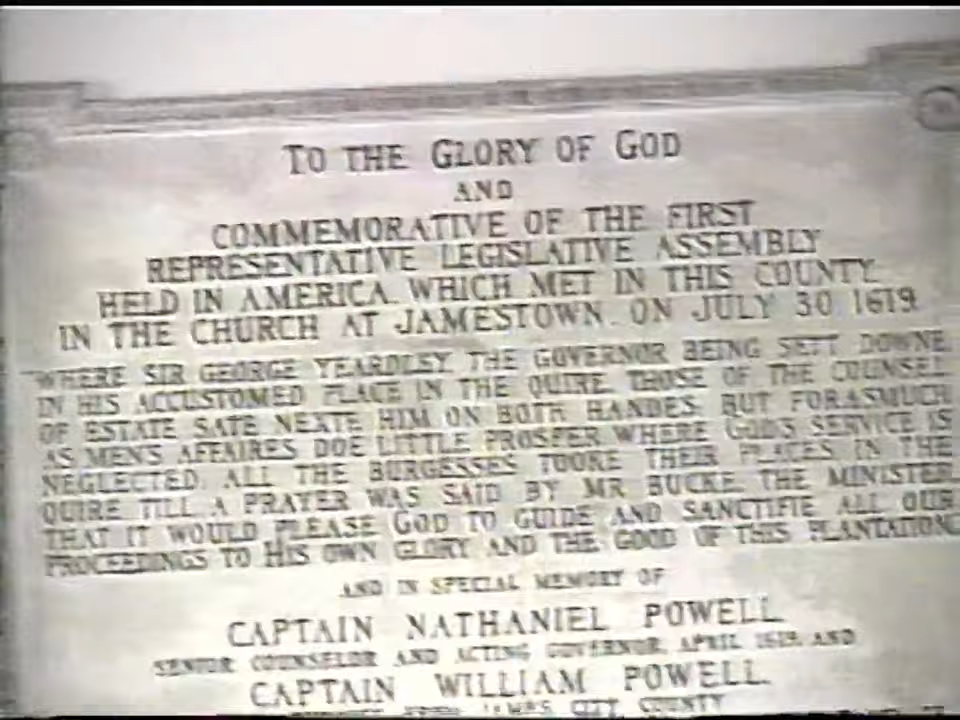 TO THE GLORY OF GOD
AND
COMMEMORATIVE OF THE FIRST
REPRESENTATIVE LEGISLATIVE ASSEMBLY
HELD IN AMERICA WHICH MET IN THIS COUNTY
IN THE CHURCH AT JAMESTOWN. ON JULY 30 1619
WHERE SIR GEORGE YEARDLEY THE GOVERNOR BEING SETT DOWNE
IN HIS ACCUSTOMED PLACE IN THE QUIRE THOSE OF THE COUNSEL
OF ESTATE SATE NEXTE HIM ON BOTH HANDES BUT FORASMUCH
AS MEN'S AFFAIRES DOE LITTLE PROSPER WHERE GOD'S SERVICE IS
NEGLECTED ALL THE BURGESSES TOOKE THEIR PLACES IN THE
QUIRE TILL A PRAYER WAS SAID BY MR BUCKE THE MINISTER
THAT IT WOULD PLEASE GOD TO GUIDE AND SANCTIFIE ALL OUR
PROCEEDINGS TO HIS OWN GLORY AND THE GOOD OF THIS PLANTATION
AND IN SPECIAL MEMORY OF
CAPTAIN NATHANIEL POWELL
SENIOR COUNSELOR AND ACTING GOVERNOR APRIL 1619 AND
CAPTAIN WILLIAM POWELL
JAMES CITY COUNTY